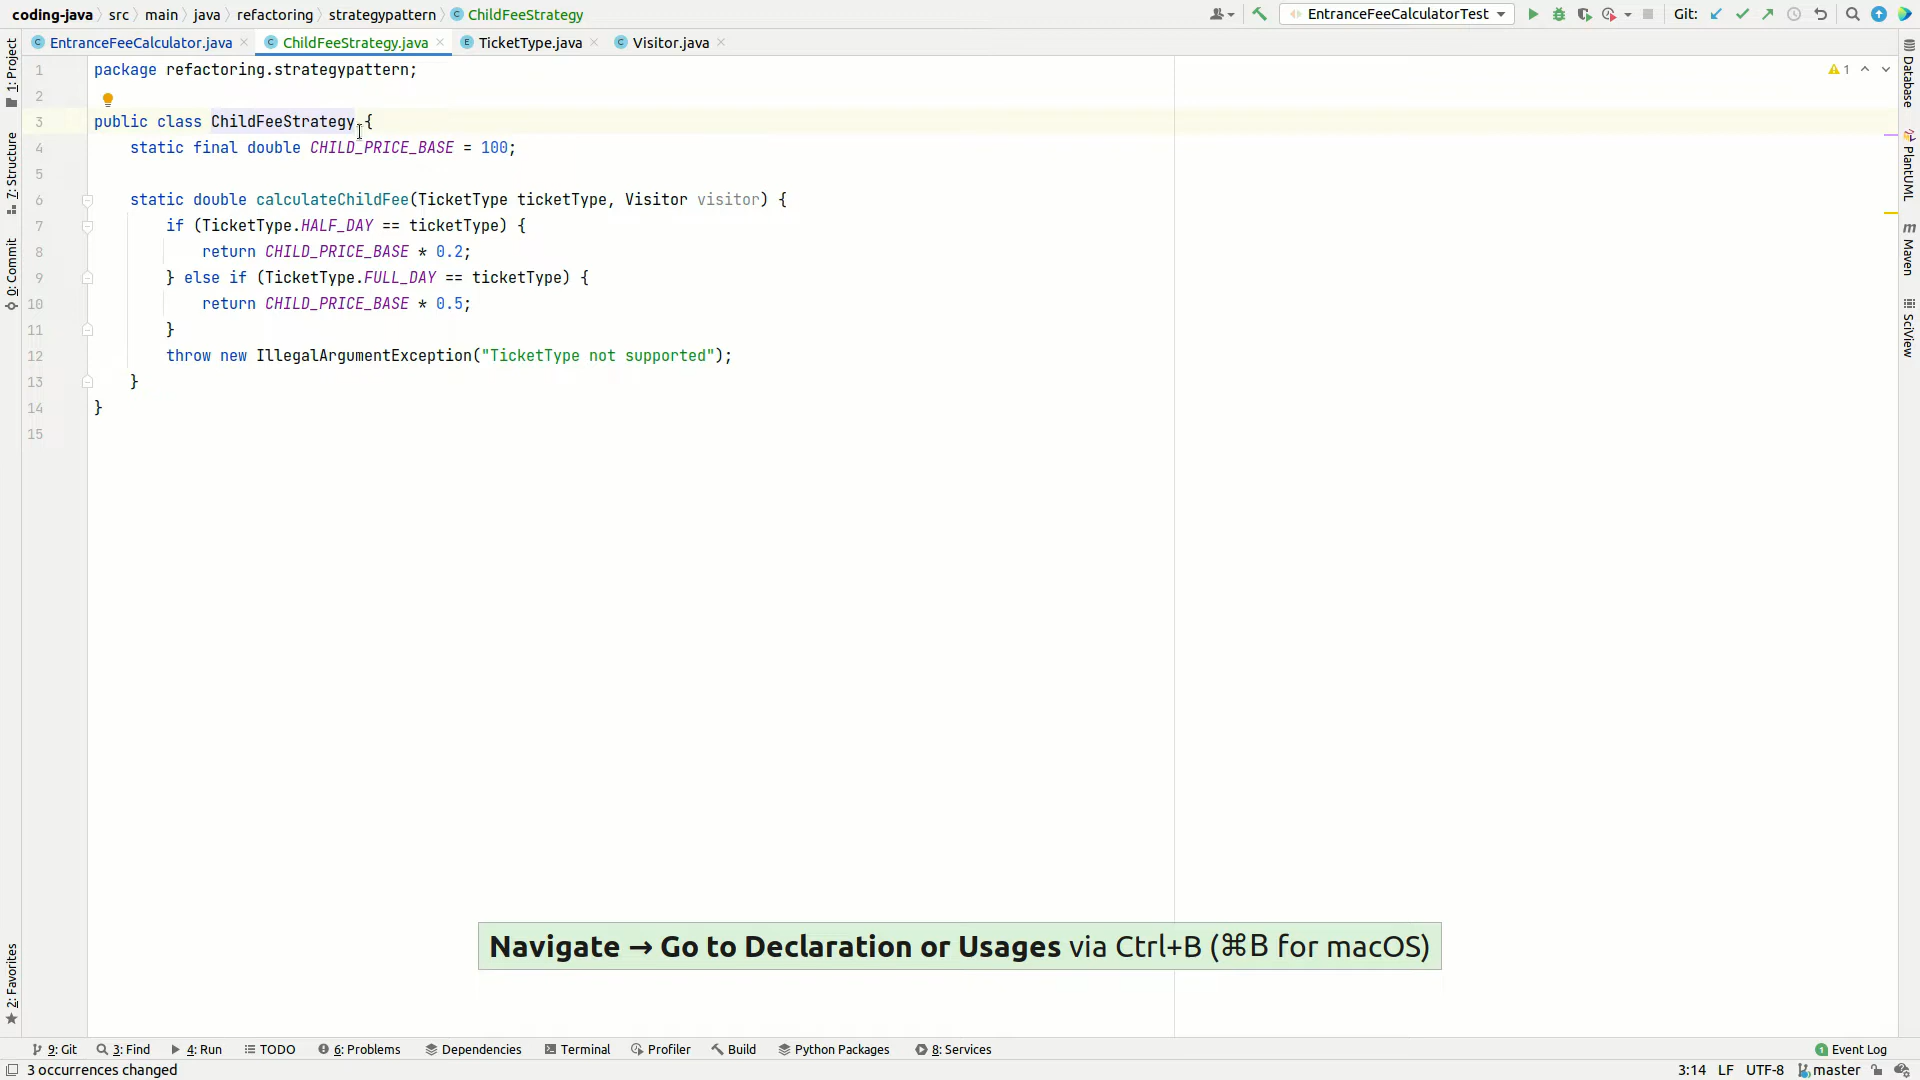 coding-java src main java refactoring strategypattern ChildFeeStrategy EntranceFeeCalculatorTest Git:
EntranceFeeCalculator.java ChildFeeStrategy.java TicketType.java Visitor.java
1 package refactoring.strategypattern; 1
2
3 public class ChildFeeStrategy {
4 static final double CHILD_PRICE_BASE = 100;
5
6 static double calculateChildFee(TicketType ticketType, Visitor visitor) {
7 if (TicketType.HALF_DAY == ticketType) {
8 return CHILD_PRICE_BASE * 0.2;
9 } else if (TicketType.FULL_DAY == ticketType) {
10 return CHILD_PRICE_BASE * 0.5;
11 }
12 throw new IllegalArgumentException("TicketType not supported");
13 }
14 }
15
1: Project
7: Structure
0: Commit
2: Favorites
Database
PlantUML
Maven
SciView
Navigate → Go to Declaration or Usages via Ctrl+B (⌘B for macOS)
9: Git 3: Find 4: Run TODO 6: Problems Dependencies Terminal Profiler Build Python Packages 8: Services 1 Event Log
3 occurrences changed 3:14 LF UTF-8 master